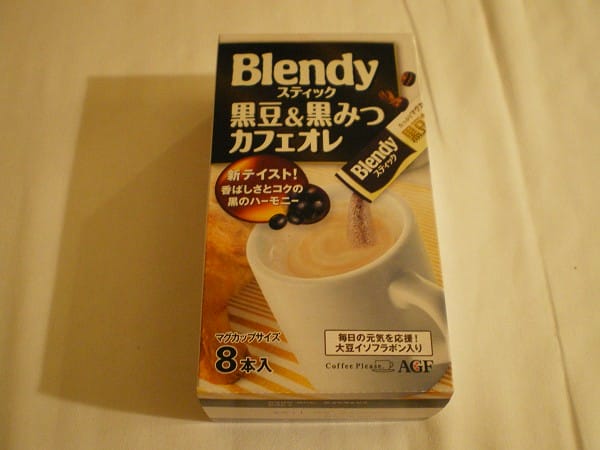 Blendy
スティック
黒豆&黒みつ
カフェオレ
Blendy
スティック
新テイスト!
香ばしさとコクの
黒のハーモニー
マグカップサイズ
8本入
毎日の元気を応援!
大豆イソフラボン入り
Coffee Please
AGF